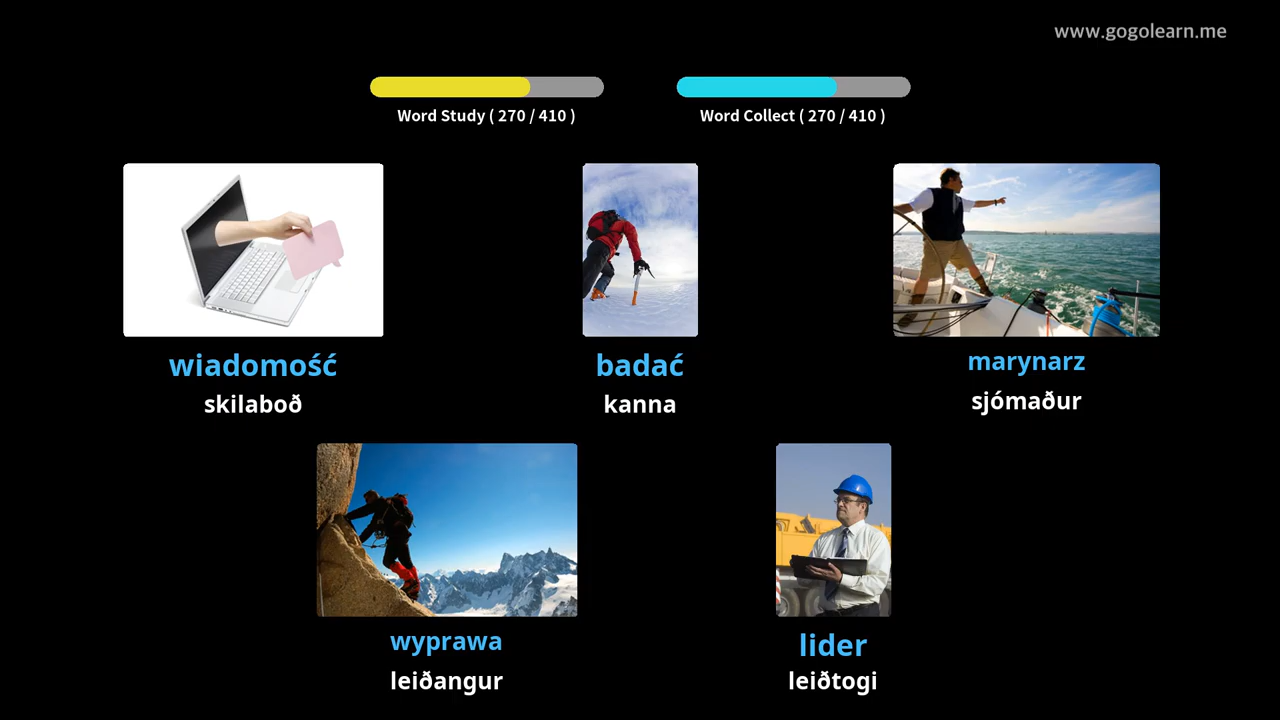 www.gogolearn.me
Word Study ( 270 / 410 )
Word Collect ( 270 / 410 )
wiadomość
skilaboð
badać
kanna
marynarz
sjómaður
wyprawa
leiðangur
lider
leiðtogi